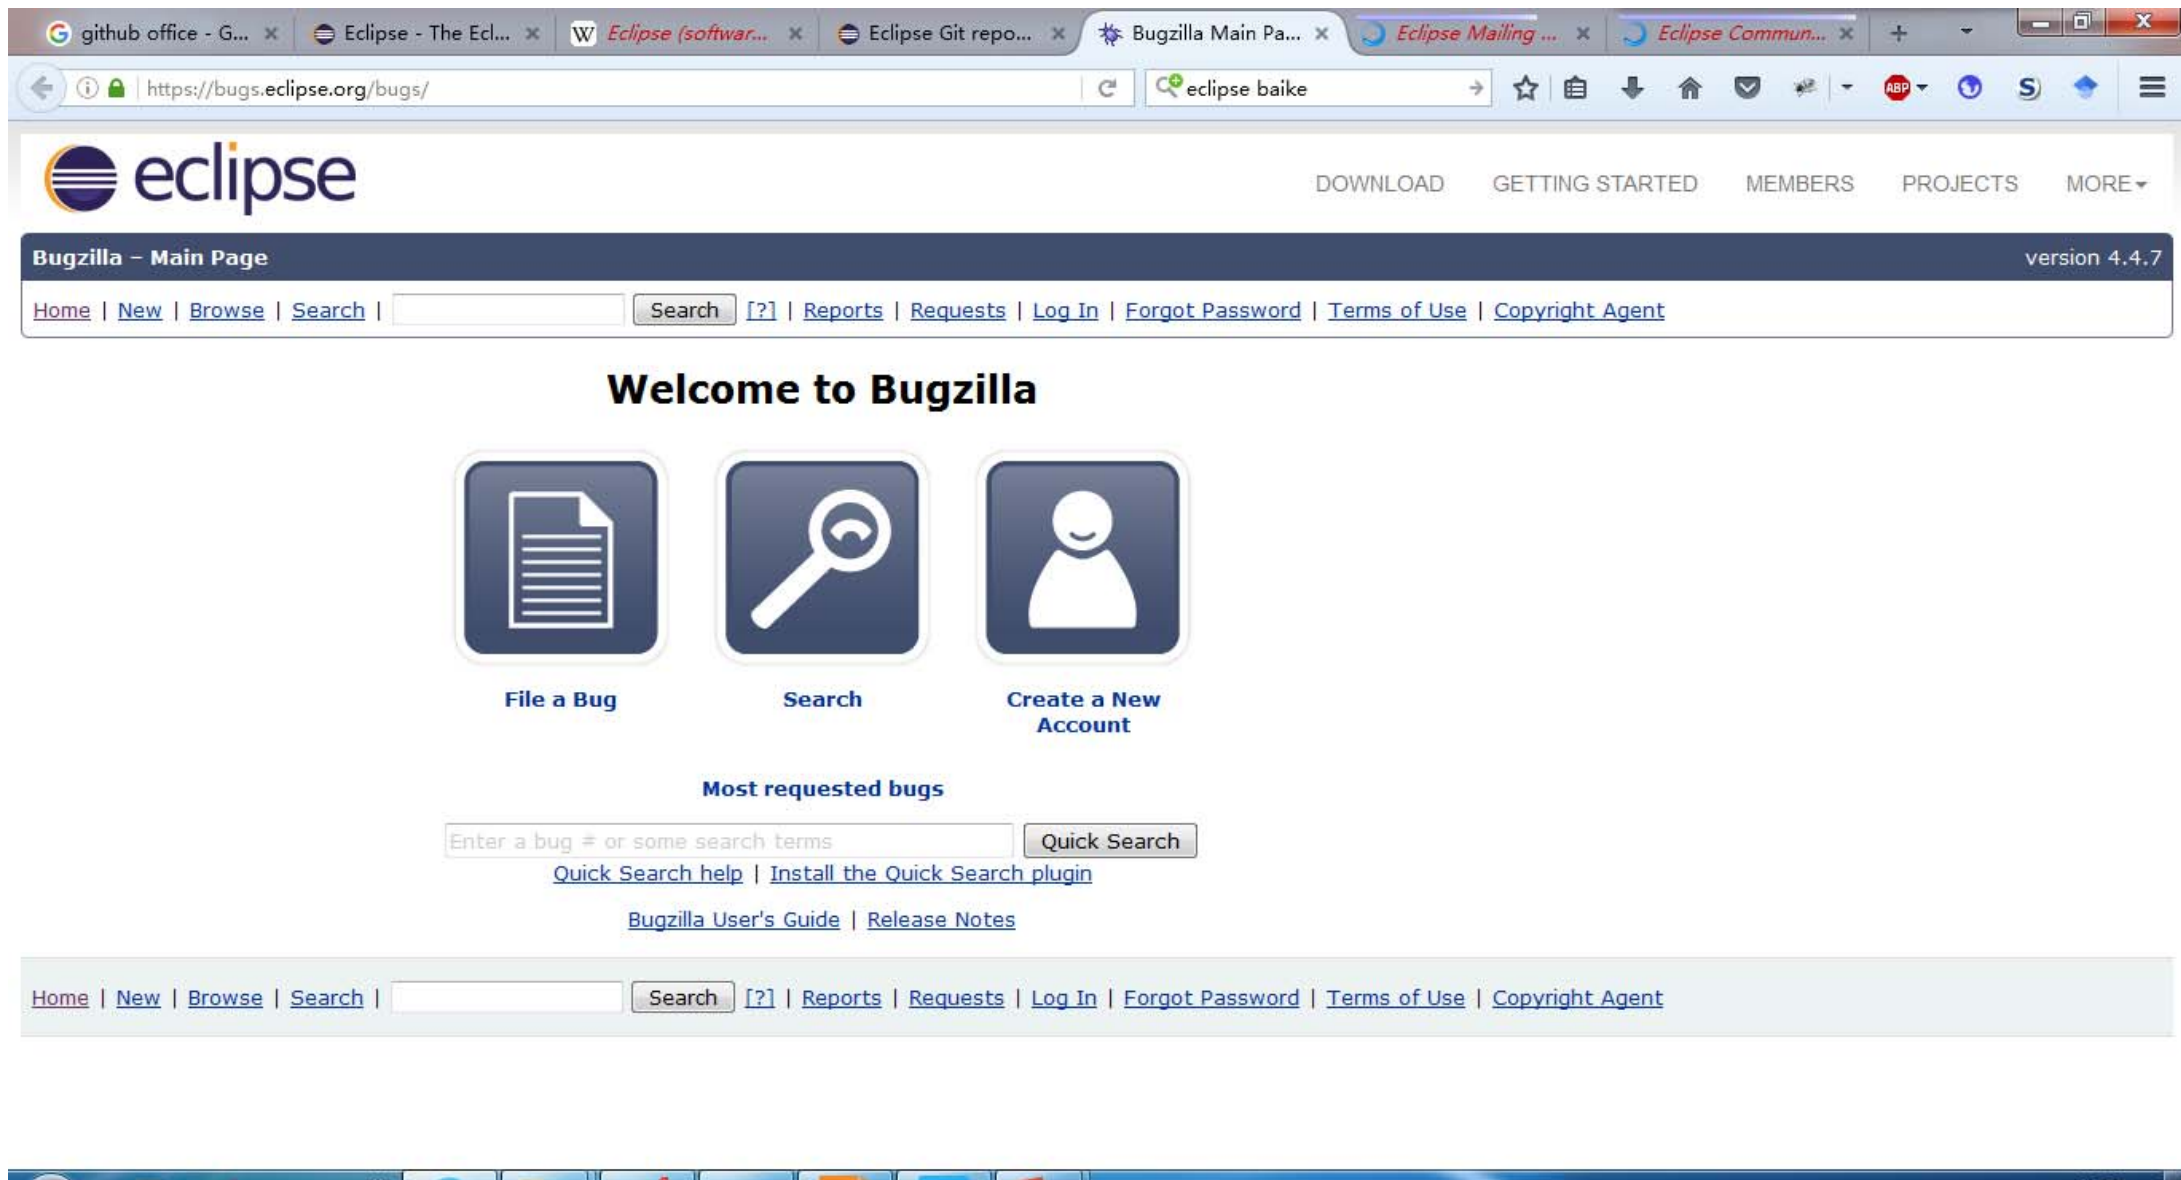 github office - G...
Eclipse - The Ecl...
Eclipse (softwar...
Eclipse Git repo...
Bugzilla Main Pa...
Eclipse Mailing ...
Eclipse Commun...
https://bugs.eclipse.org/bugs/
eclipse baike
ABP
eclipse
DOWNLOAD GETTING STARTED MEMBERS PROJECTS MORE
Bugzilla – Main Page version 4.4.7
Home | New | Browse | Search | Search [?] | Reports | Requests | Log In | Forgot Password | Terms of Use | Copyright Agent
Welcome to Bugzilla
File a Bug
Search
Create a New
Account
Most requested bugs
Enter a bug # or some search terms Quick Search
Quick Search help | Install the Quick Search plugin
Bugzilla User's Guide | Release Notes
Home | New | Browse | Search | Search [?] | Reports | Requests | Log In | Forgot Password | Terms of Use | Copyright Agent